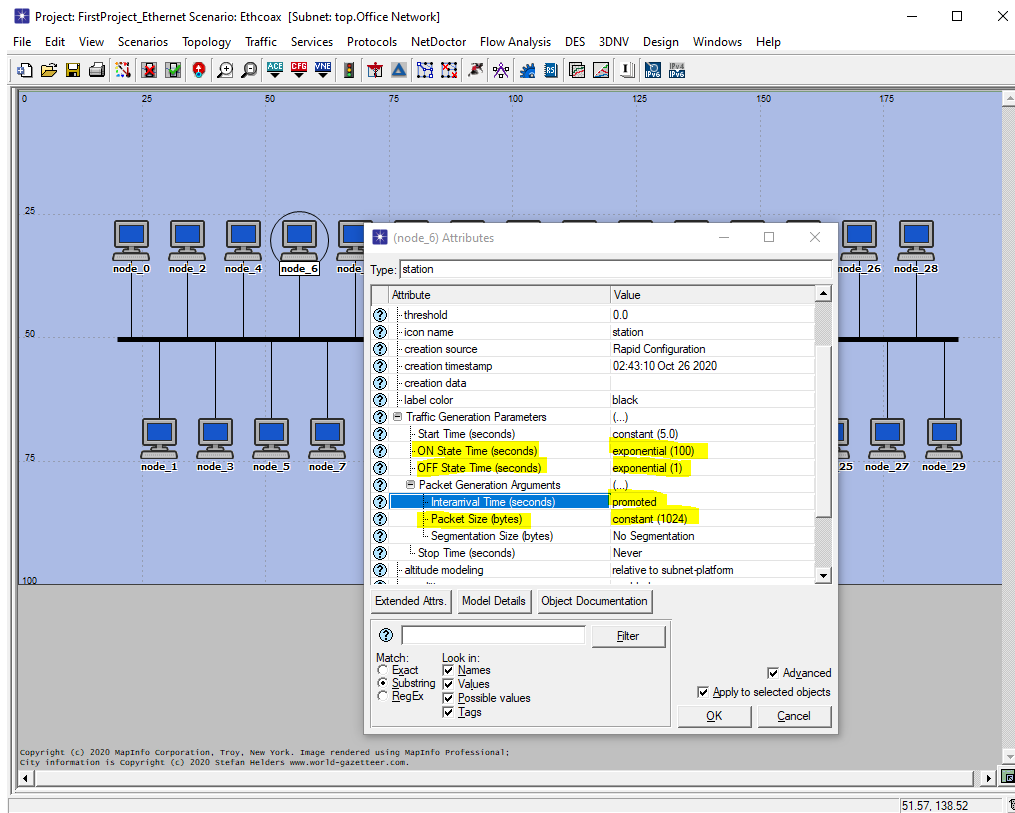 Project: FirstProject_Ethernet Scenario: Ethcoax [Subnet: top.Office Network]
File Edit View Scenarios Topology Traffic Services Protocols NetDoctor Flow Analysis DES 3DNV Design Windows Help
ACE CFG VNE RS IPv6 IPv4 IPv6
0 25 50 75 100 125 150 175
25
node_0 node_2 node_4 node_6 node_ node_26 node_28
50
node_1 node_3 node_5 node_7 25 node_27 node_29
75
100
(node_6) Attributes
Type: station
Attribute Value
threshold 0.0
icon name station
creation source Rapid Configuration
creation timestamp 02:43:10 Oct 26 2020
creation data
label color black
Traffic Generation Parameters (...)
Start Time (seconds) constant (5.0)
ON State Time (seconds) exponential (100)
OFF State Time (seconds) exponential (1)
Packet Generation Arguments (...)
Interarrival Time (seconds) promoted
Packet Size (bytes) constant (1024)
Segmentation Size (bytes) No Segmentation
Stop Time (seconds) Never
altitude modeling relative to subnet-platform
Extended Attrs. Model Details Object Documentation
Filter
Match: Look in:
Exact Names
Substring Values
RegEx Possible values
Tags
Advanced
Apply to selected objects
OK Cancel
Copyright (c) 2020 MapInfo Corporation, Troy, New York. Image rendered using MapInfo Professional;
City information is Copyright (c) 2020 Stefan Helders www.world-gazetteer.com.
51.57, 138.52